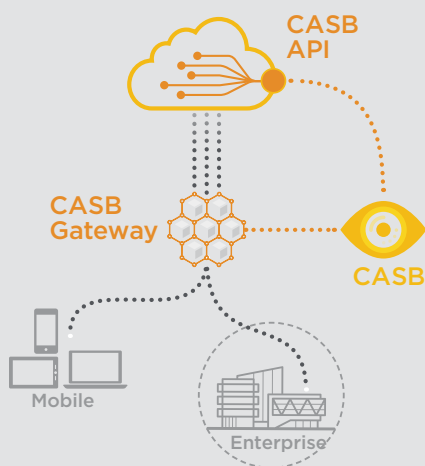 CASB
API
CASB
Gateway
CASB
Mobile
Enterprise